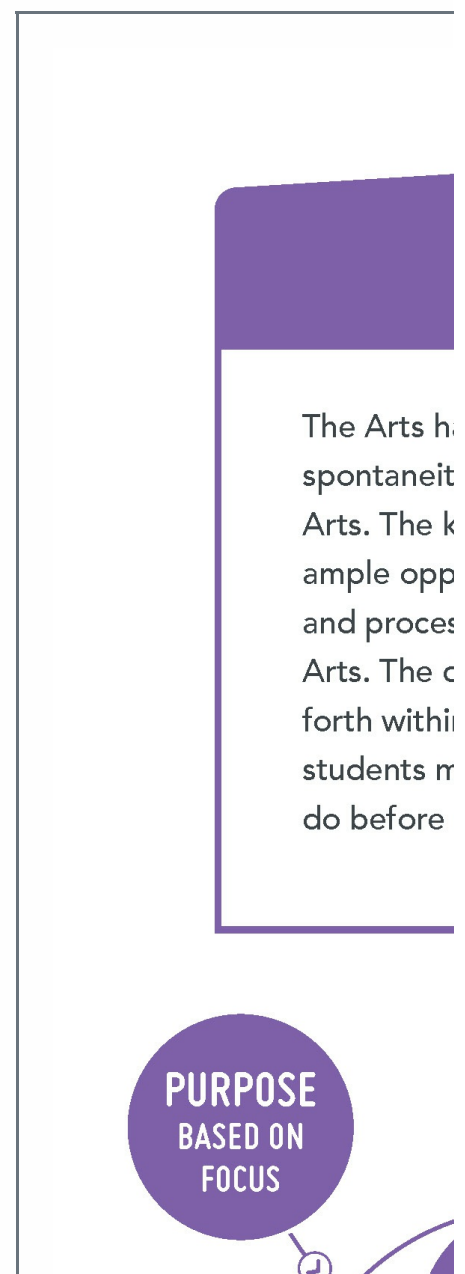 The Arts ha
spontaneit
Arts. The k
ample opp
and proces
Arts. The c
forth within
students m
do before
PURPOSE
BASED ON
FOCUS